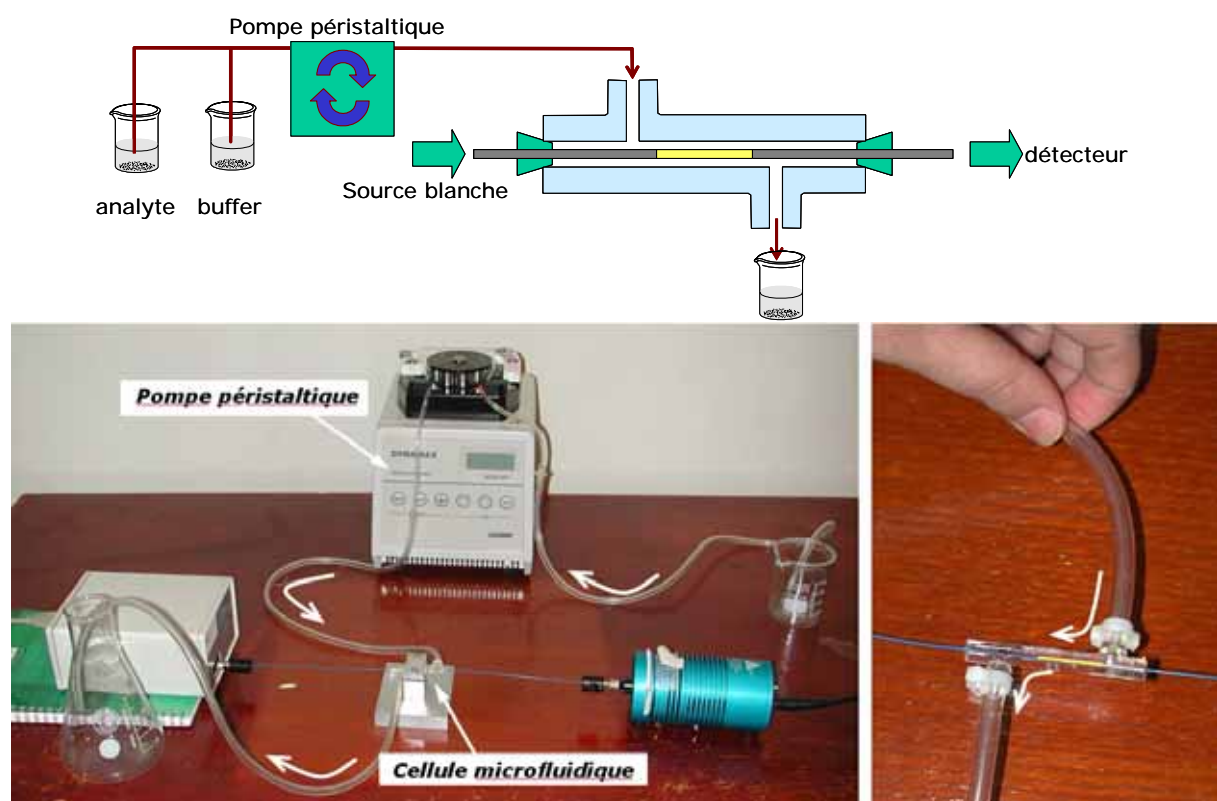 Pompe péristaltique
Source blanche
détecteur
analyte buffer
Pompe péristaltique
Cellule microfluidique